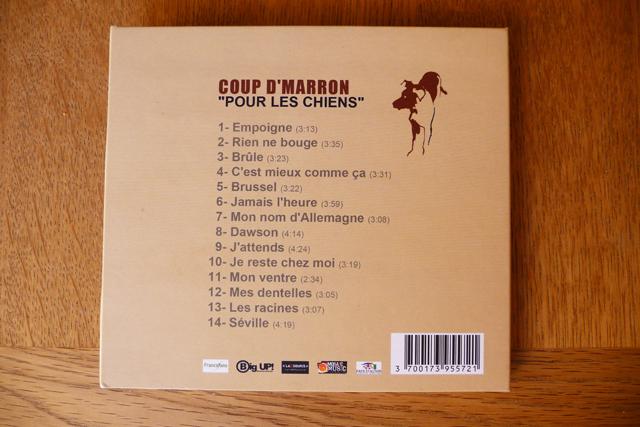 COUP D'MARRON
"POUR LES CHIENS"
1- Empoigne (3:13)
2- Rien ne bouge (3:35)
3- Brûle (3:23)
4- C'est mieux comme ça (3:31)
5- Brussel (3:22)
6- Jamais l'heure (3:59)
7- Mon nom d'Allemagne (3:08)
8- Dawson (4:14)
9- J'attends (4:24)
10- Je reste chez moi (3:19)
11- Mon ventre (2:34)
12- Mes dentelles (3:05)
13- Les racines (3:07)
14- Séville (4:19)
Big UP!
MUSIC
3 700173 955721